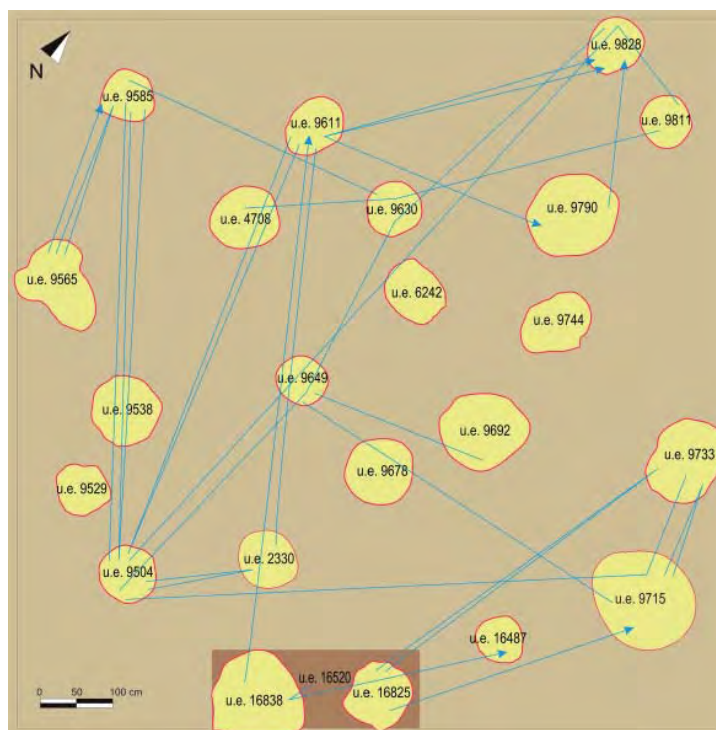 N
u.e. 9828
u.e. 9585
u.e. 9611
u.e. 9811
u.e. 4708
u.e. 9630
u.e. 9790
u.e. 9565
u.e. 6242
u.e. 9744
u.e. 9649
u.e. 9538
u.e. 9692
u.e. 9733
u.e. 9678
u.e. 9529
u.e. 2330
u.e. 9504
u.e. 9715
u.e. 16487
u.e. 16520
u.e. 16838
u.e. 16825
0 50 100 cm